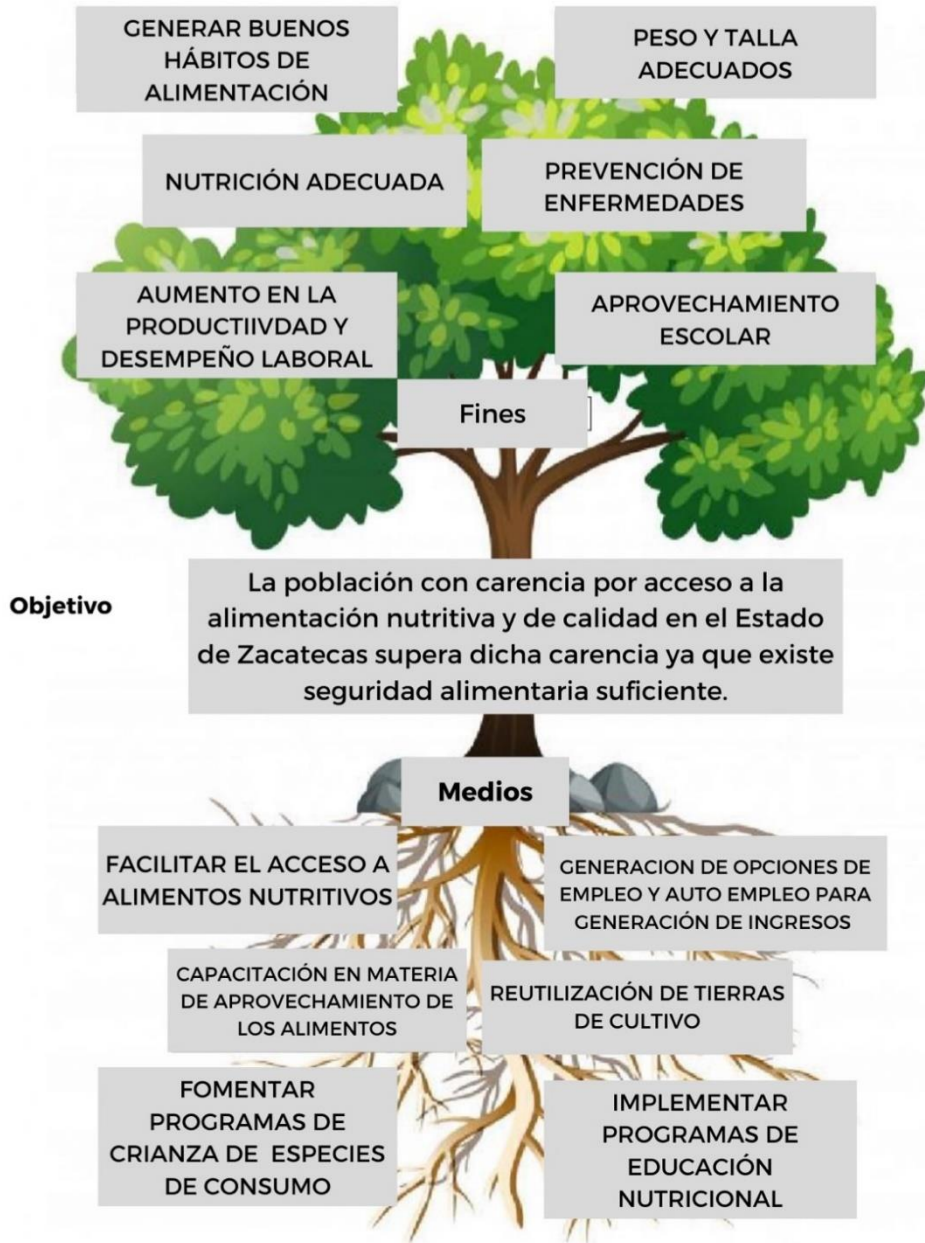 GENERAR BUENOS
HÁBITOS DE
ALIMENTACIÓN
PESO Y TALLA
ADECUADOS
NUTRICIÓN ADECUADA
PREVENCIÓN DE
ENFERMEDADES
AUMENTO EN LA
PRODUCTIIVDAD Y
DESEMPEÑO LABORAL
APROVECHAMIENTO
ESCOLAR
Fines
Objetivo
La población con carencia por acceso a la
alimentación nutritiva y de calidad en el Estado
de Zacatecas supera dicha carencia ya que existe
seguridad alimentaria suficiente.
Medios
FACILITAR EL ACCESO A
ALIMENTOS NUTRITIVOS
GENERACION DE OPCIONES DE
EMPLEO Y AUTO EMPLEO PARA
GENERACIÓN DE INGRESOS
CAPACITACIÓN EN MATERIA
DE APROVECHAMIENTO DE
LOS ALIMENTOS
REUTILIZACIÓN DE TIERRAS
DE CULTIVO
FOMENTAR
PROGRAMAS DE
CRIANZA DE ESPECIES
DE CONSUMO
IMPLEMENTAR
PROGRAMAS DE
EDUCACIÓN
NUTRICIONAL